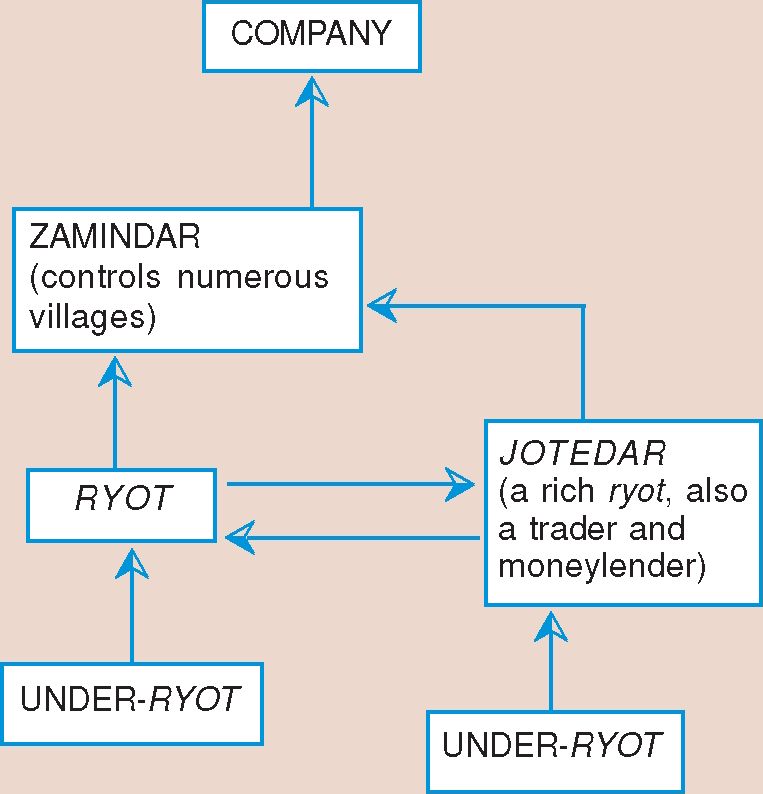 COMPANY
ZAMINDAR
(controls numerous
villages)
JOTEDAR
(a rich ryot, also
a trader and
moneylender)
RYOT
UNDER-RYOT
UNDER-RYOT